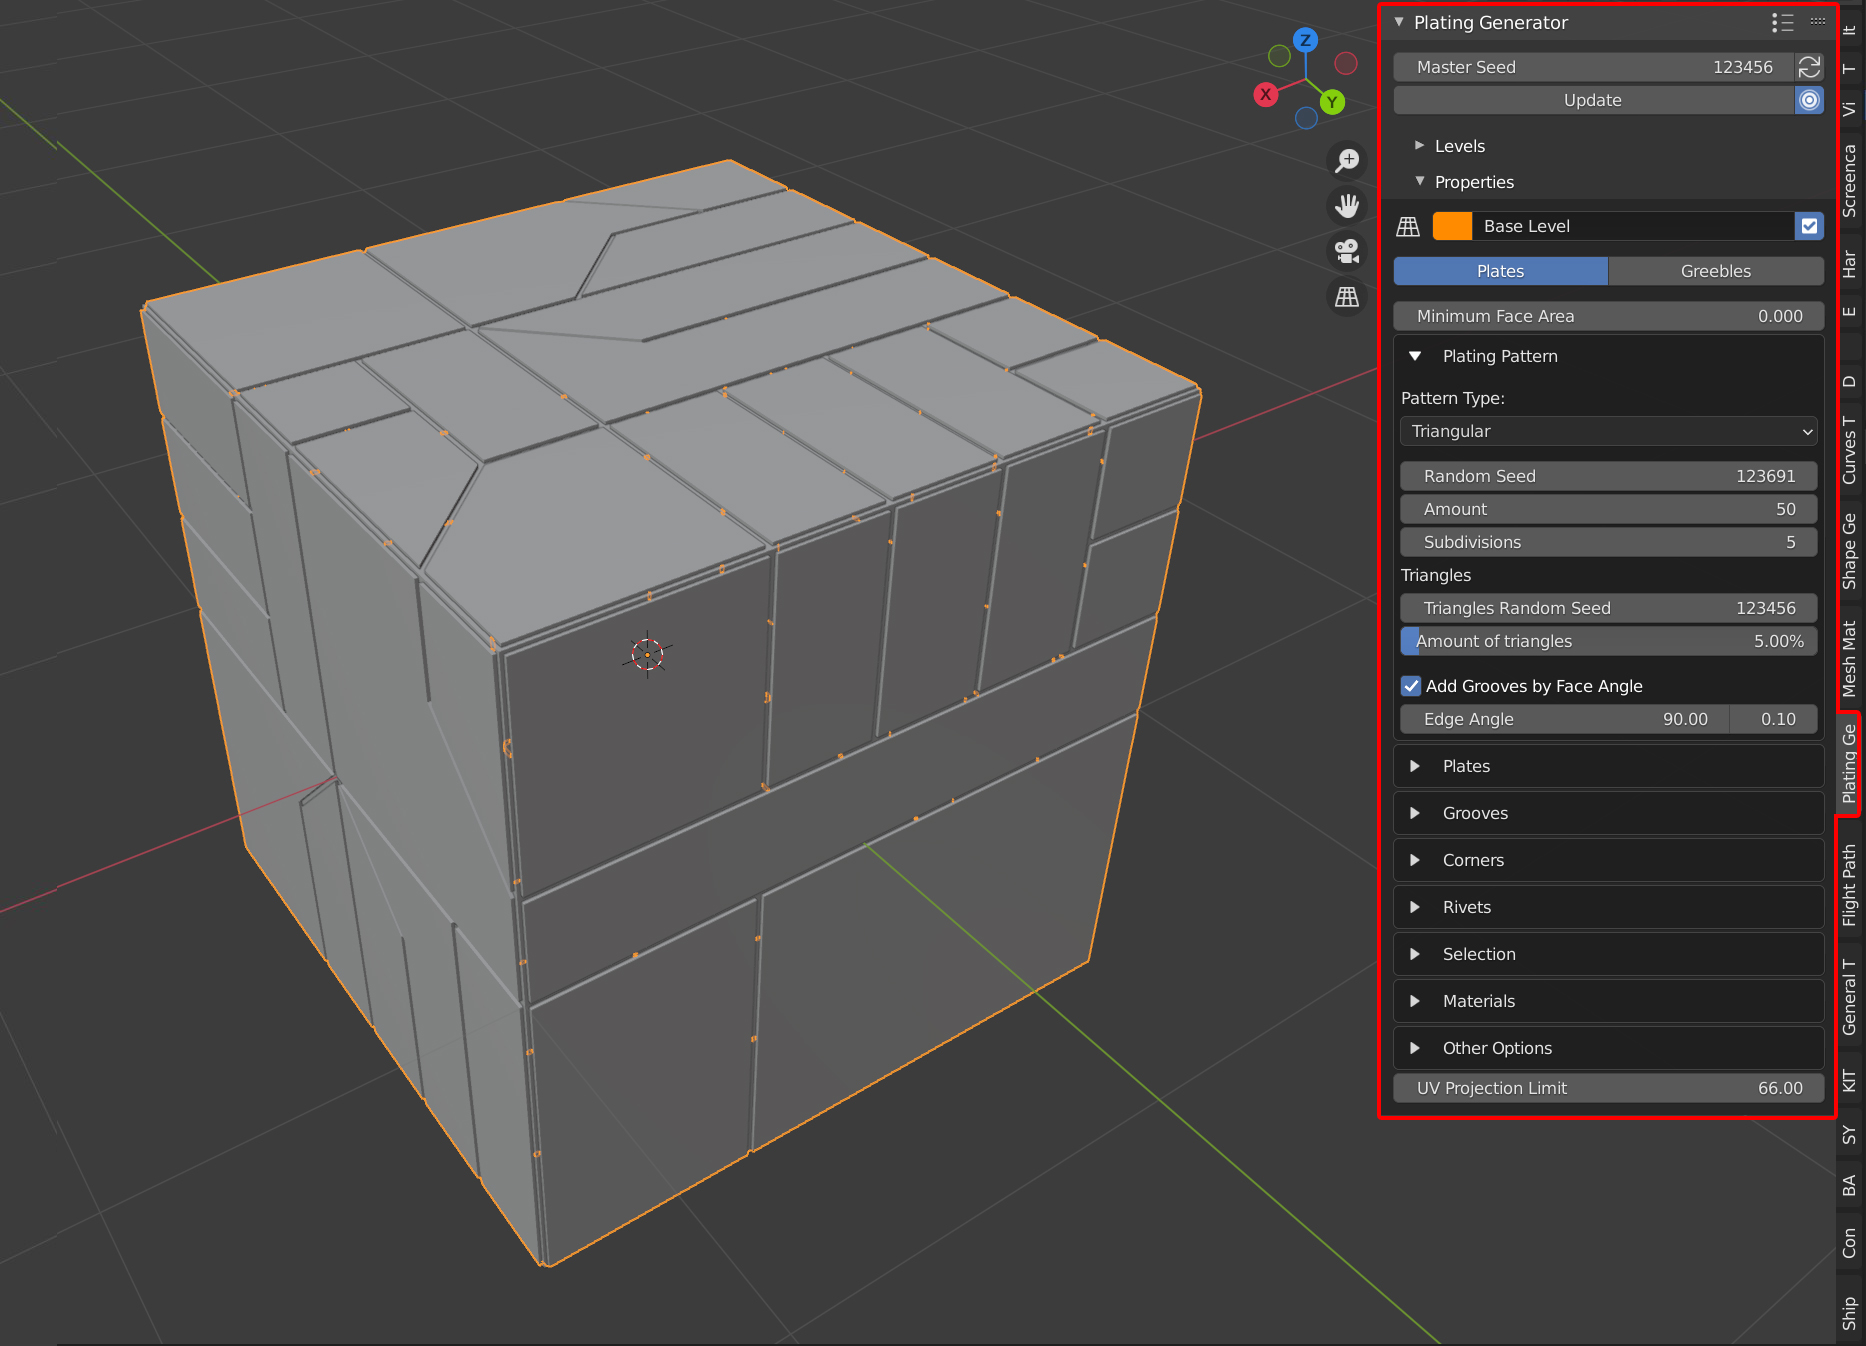 Plating Generator
Master Seed 123456
Update
Levels
Properties
Base Level
Plates Greebles
Minimum Face Area 0.000
Plating Pattern
Pattern Type:
Triangular
Random Seed 123691
Amount 50
Subdivisions 5
Triangles
Triangles Random Seed 123456
Amount of triangles 5.00%
Add Grooves by Face Angle
Edge Angle 90.00 0.10
Plates
Grooves
Corners
Rivets
Selection
Materials
Other Options
UV Projection Limit 66.00
Z
X
Y
It
T
Vi
Screenca
Har
E
D
Curves T
Shape Ge
Mesh Mat
Plating Ge
Flight Path
General T
KIT
SY
BA
Con
Ship